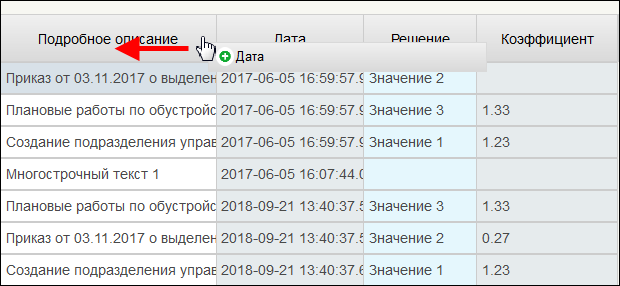 Подробное описание Дата Решение Коэффициент
Дата
Приказ от 03.11.2017 о выделен 2017-06-05 16:59:57.9 Значение 2
Плановые работы по обустройс 2017-06-05 16:59:57.9 Значение 3 1.33
Создание подразделения управ 2017-06-05 16:59:57.9 Значение 1 1.23
Многострочный текст 1 2017-06-05 16:07:44.0
Плановые работы по обустройс 2018-09-21 13:40:37.5 Значение 3 1.33
Приказ от 03.11.2017 о выделен 2018-09-21 13:40:37.5 Значение 2 0.27
Создание подразделения управ 2018-09-21 13:40:37.6 Значение 1 1.23